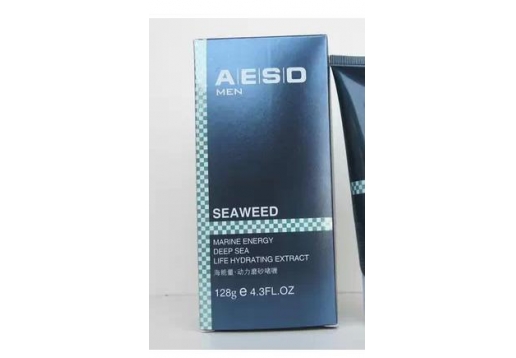 A|E|S|O
MEN
SEAWEED
MARINE ENERGY
DEEP SEA
LIFE HYDRATING EXTRACT
海能量·动力磨砂啫喱
128g e 4.3FL.OZ